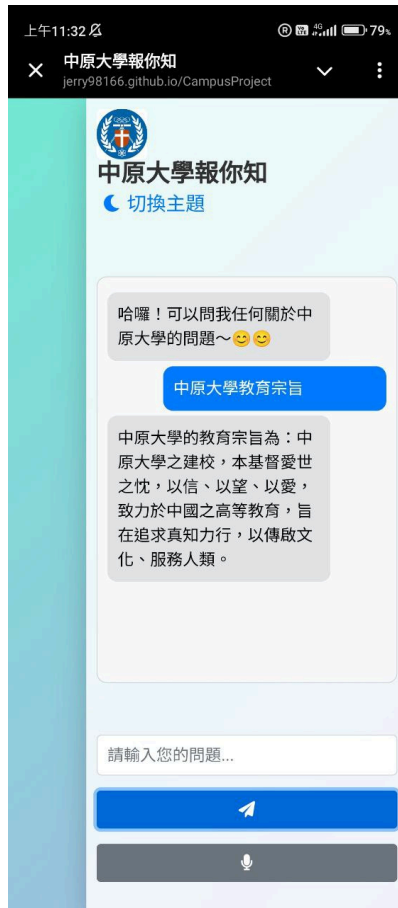 上午11:32
4G
79%
中原大學報你知
jerry98166.github.io/CampusProject
中原大學報你知
切換主題
哈囉！可以問我任何關於中
原大學的問題～😊😊
中原大學教育宗旨
中原大學的教育宗旨為：中
原大學之建校，本基督愛世
之忱，以信、以望、以愛，
致力於中國之高等教育，旨
在追求真知力行，以傳啟文
化、服務人類。
請輸入您的問題...